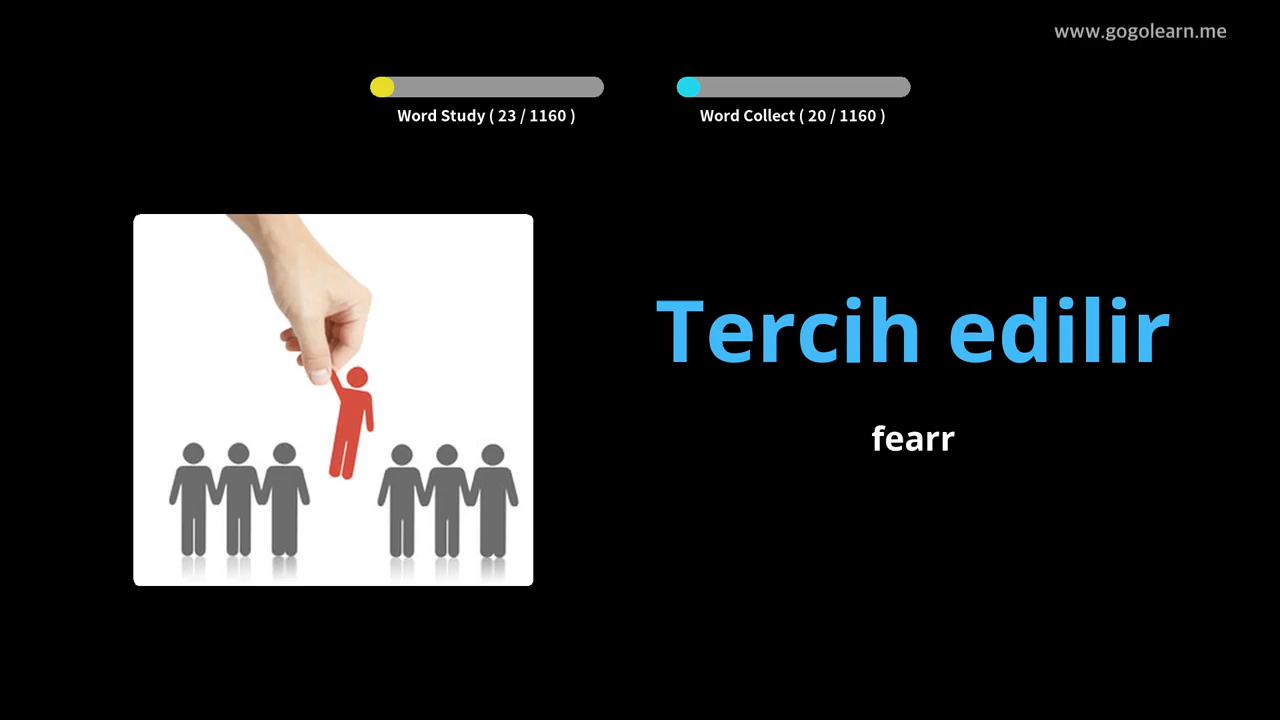 www.gogolearn.me
Word Study ( 23 / 1160 )
Word Collect ( 20 / 1160 )
Tercih edilir
fearr